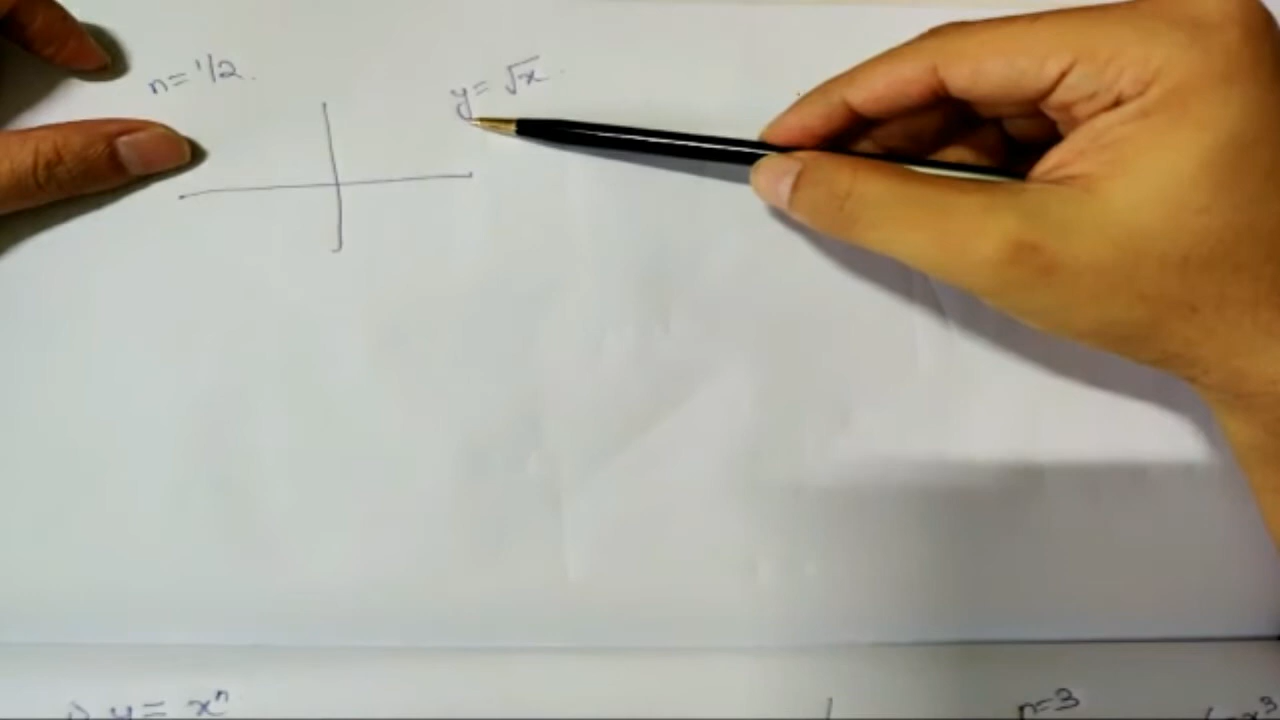 n = 1/2.
y = √x.
y = xⁿ
n=3